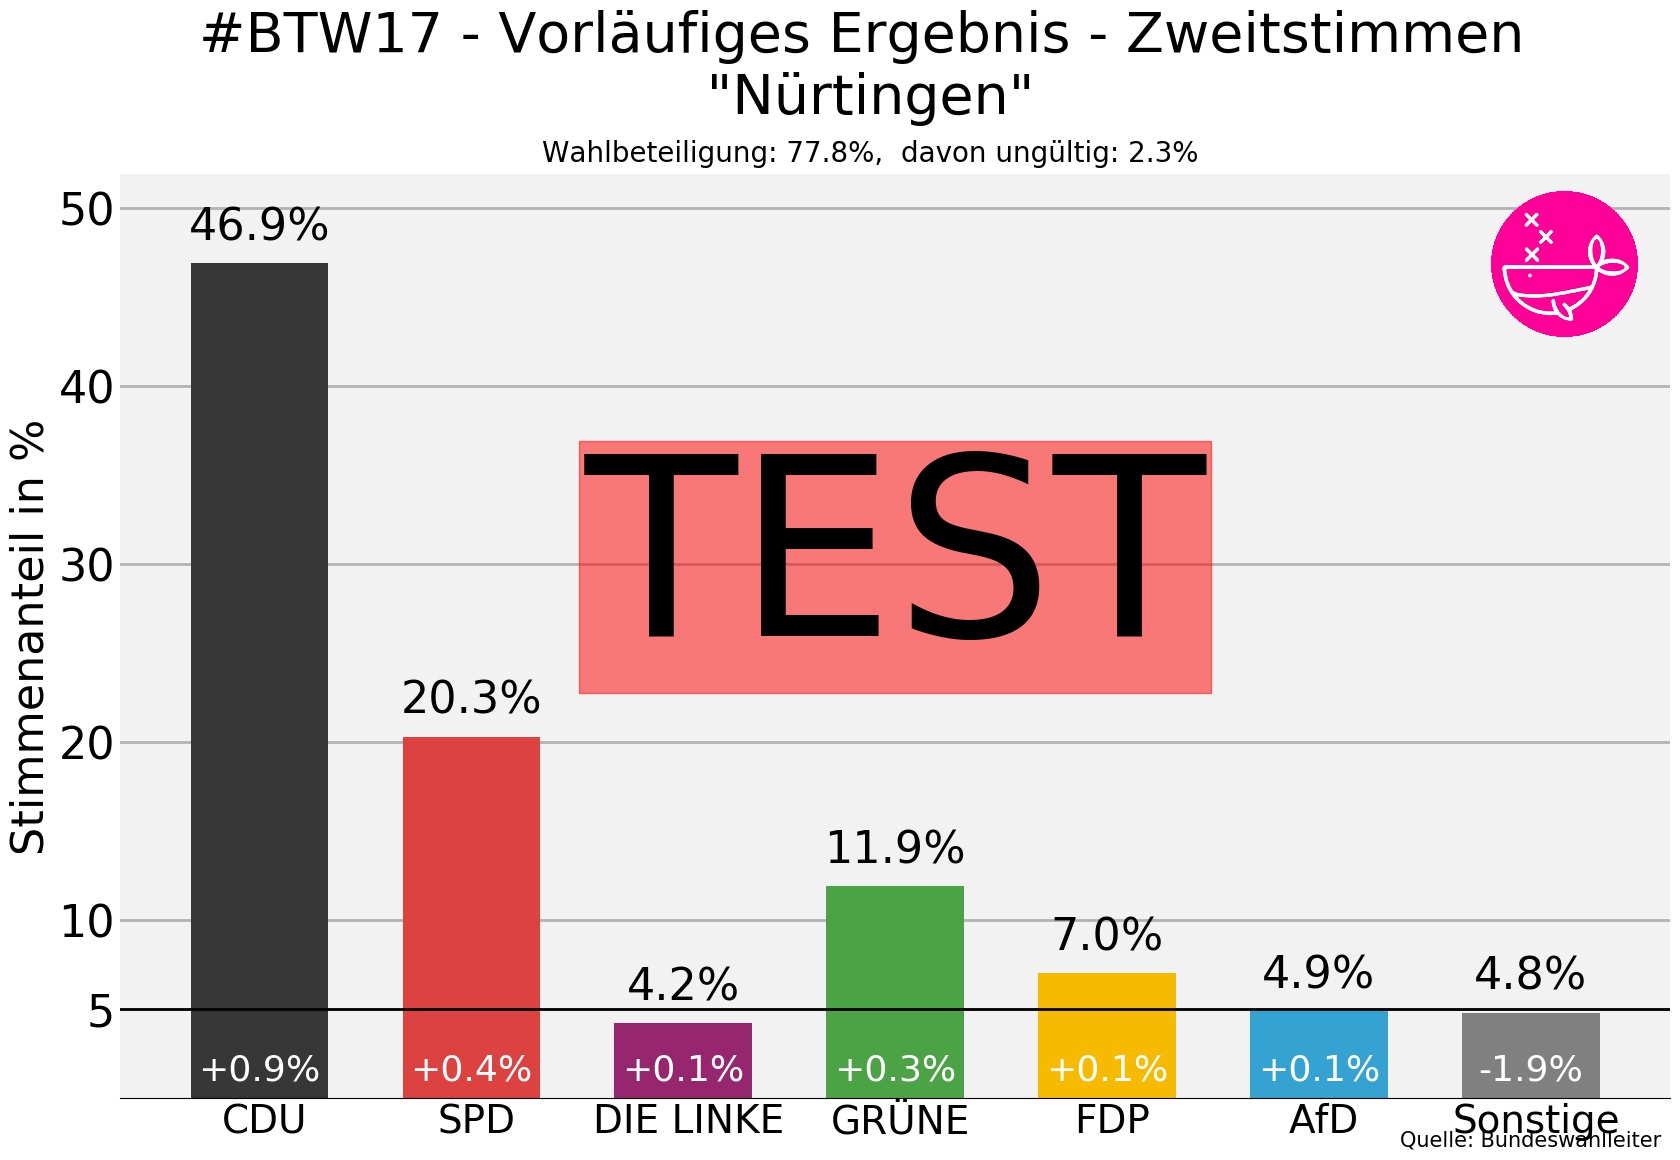 #BTW17 - Vorläufiges Ergebnis - Zweitstimmen
"Nürtingen"
Wahlbeteiligung: 77.8%,  davon ungültig: 2.3%
Stimmenanteil in %
50
40
30
20
10
5
46.9%
20.3%
4.2%
11.9%
7.0%
4.9%
4.8%
TEST
+0.9%
+0.4%
+0.1%
+0.3%
+0.1%
+0.1%
-1.9%
CDU
SPD
DIE LINKE
GRÜNE
FDP
AfD
Sonstige
Quelle: Bundeswahlleiter